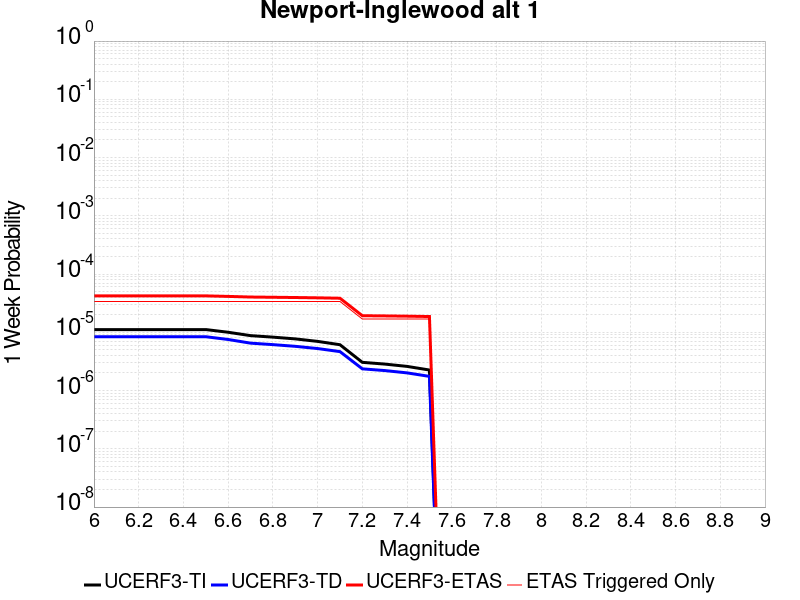 Newport-Inglewood alt 1
10^0
10^-1
10^-2
10^-3
10^-4
10^-5
10^-6
10^-7
10^-8
1 Week Probability
6 6.2 6.4 6.6 6.8 7 7.2 7.4 7.6 7.8 8 8.2 8.4 8.6 8.8 9
Magnitude
UCERF3-TI UCERF3-TD UCERF3-ETAS ETAS Triggered Only